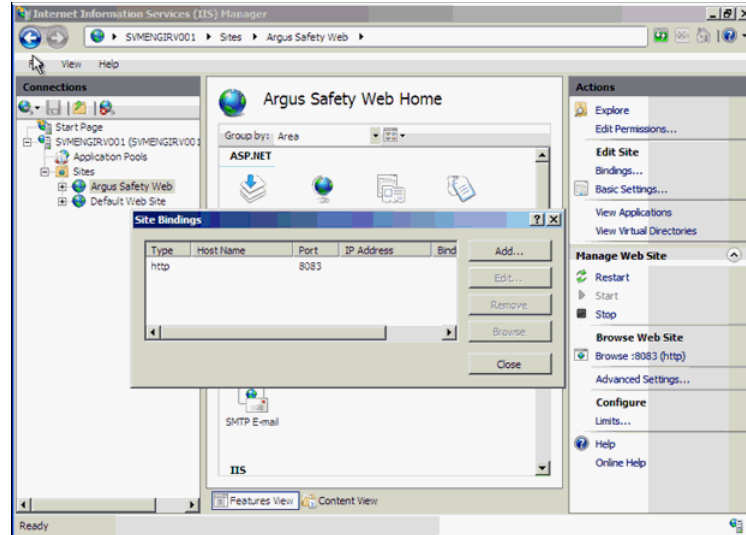 Internet Information Services (IIS) Manager
SVMENGIRV001 Sites Argus Safety Web
View Help
Connections
Start Page
SVMENGIRV001 (SVMENGIRV001
Application Pools
Sites
Argus Safety Web
Default Web Site
Argus Safety Web Home
Group by: Area
ASP.NET
Site Bindings
Type Host Name Port IP Address Bind
http 8083
Add...
Edit...
Remove
Browse
Close
SMTP E-mail
IIS
Features View Content View
Actions
Explore
Edit Permissions...
Edit Site
Bindings...
Basic Settings...
View Applications
View Virtual Directories
Manage Web Site
Restart
Start
Stop
Browse Web Site
Browse :8083 (http)
Advanced Settings...
Configure
Limits...
Help
Online Help
Ready